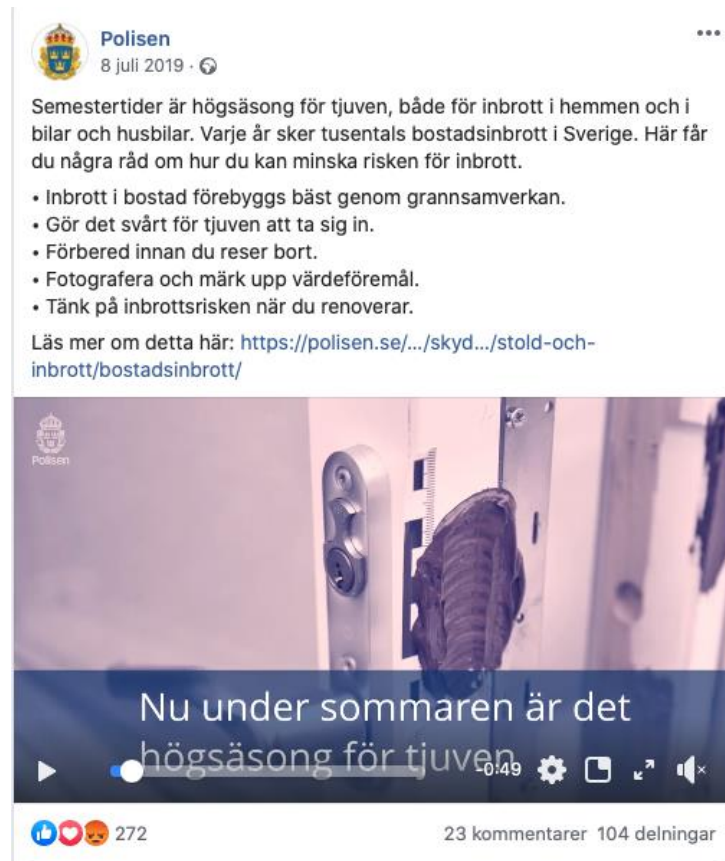 Polisen
8 juli 2019 ·
Semestertider är högsäsong för tjuven, både för inbrott i hemmen och i
bilar och husbilar. Varje år sker tusentals bostadsinbrott i Sverige. Här får
du några råd om hur du kan minska risken för inbrott.
• Inbrott i bostad förebyggs bäst genom grannsamverkan.
• Gör det svårt för tjuven att ta sig in.
• Förbered innan du reser bort.
• Fotografera och märk upp värdeföremål.
• Tänk på inbrottsrisken när du renoverar.
Läs mer om detta här: https://polisen.se/.../skyd.../stold-och-
inbrott/bostadsinbrott/
Polisen
Nu under sommaren är det
högsäsong för tjuven
-0:49
272
23 kommentarer 104 delningar